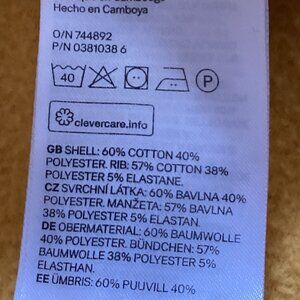 Hecho en Camboya
O/N 744892
P/N 0381038 6
40
P
clevercare.info
GB SHELL: 60% COTTON 40%
POLYESTER. RIB: 57% COTTON 38%
POLYESTER 5% ELASTANE.
CZ SVRCHNÍ LÁTKA: 60% BAVLNA 40%
POLYESTER. MANŽETA: 57% BAVLNA
38% POLYESTER 5% ELASTAN.
DE OBERMATERIAL: 60% BAUMWOLLE
40% POLYESTER. BÜNDCHEN: 57%
BAUMWOLLE 38% POLYESTER 5%
ELASTHAN.
EE ÜMBRIS: 60% PUUVILL 40%